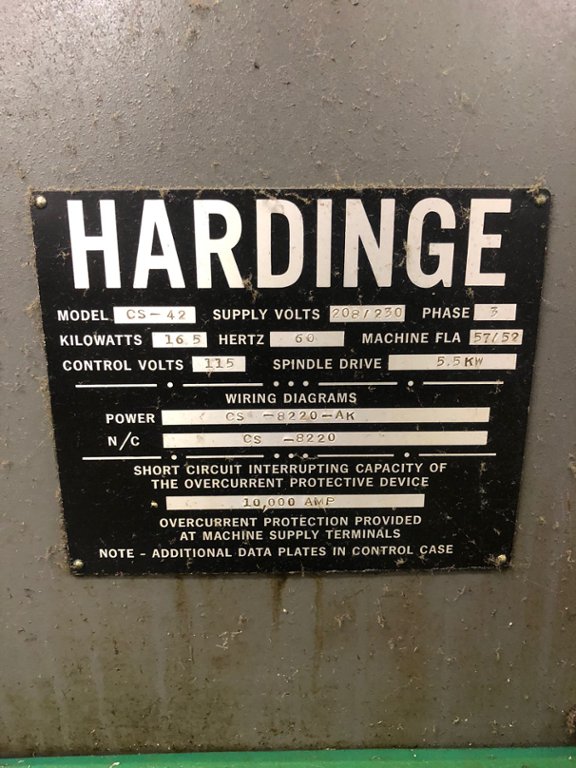 HARDINGE
MODEL CS-42 SUPPLY VOLTS 208/230 PHASE 3
KILOWATTS 16.5 HERTZ 60 MACHINE FLA 57/52
CONTROL VOLTS 115 SPINDLE DRIVE 5.5KW
WIRING DIAGRAMS
POWER CS -8220-AK
N/C CS -8220
SHORT CIRCUIT INTERRUPTING CAPACITY OF
THE OVERCURRENT PROTECTIVE DEVICE
10,000 AMP
OVERCURRENT PROTECTION PROVIDED
AT MACHINE SUPPLY TERMINALS
NOTE - ADDITIONAL DATA PLATES IN CONTROL CASE